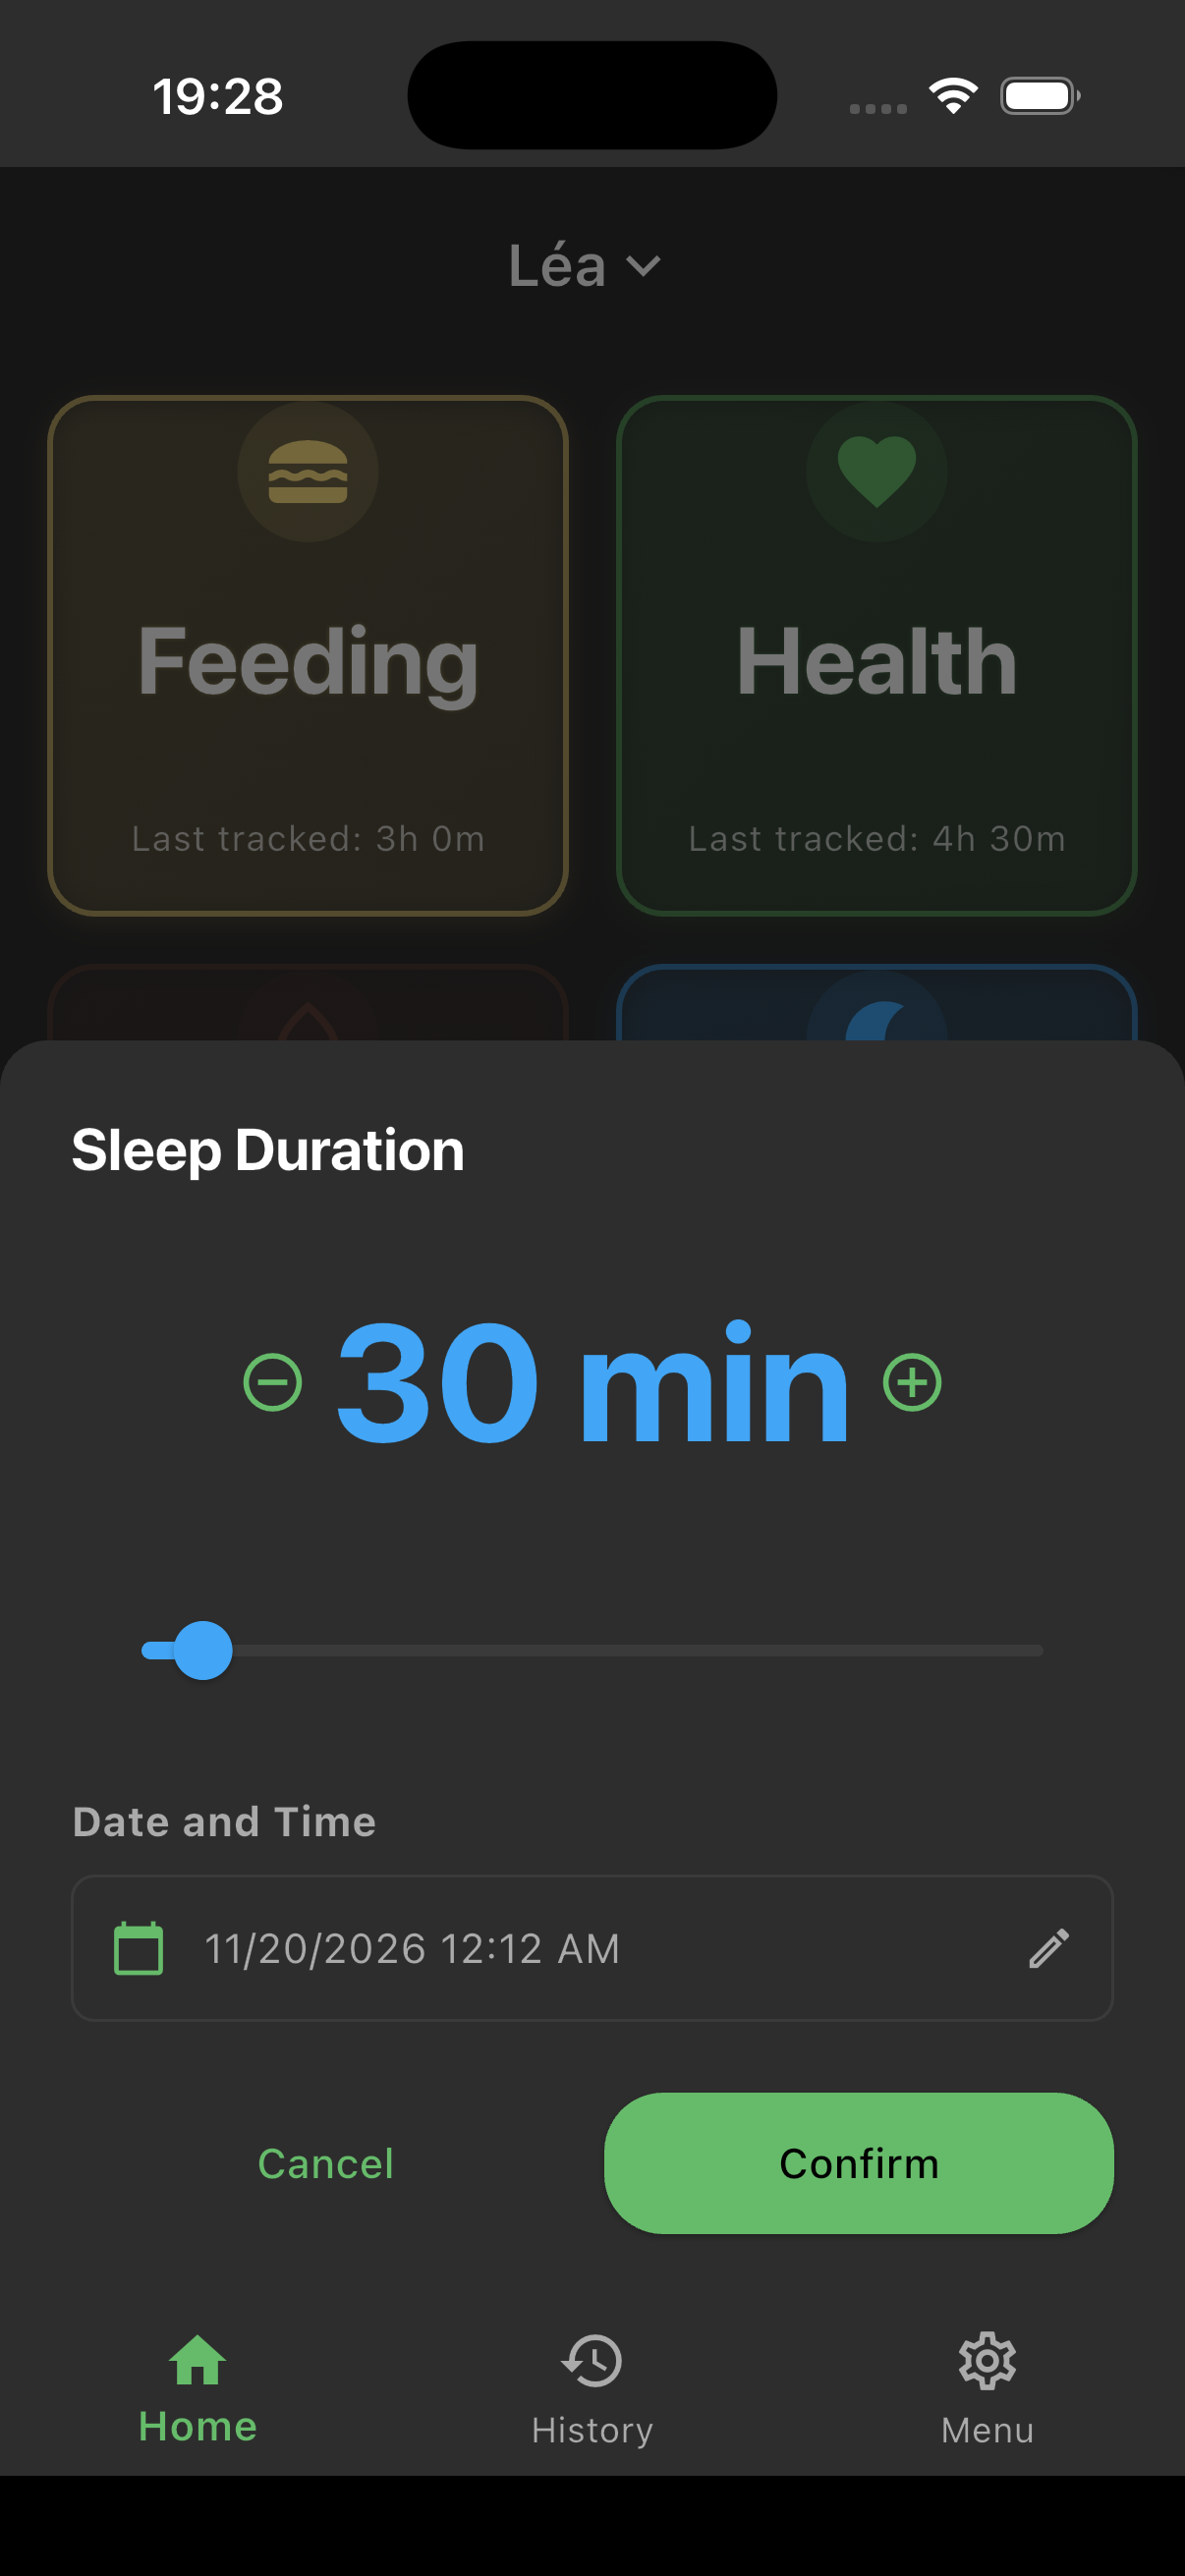 19:28
Léa
Feeding
Health
Last tracked: 3h 0m
Last tracked: 4h 30m
Sleep Duration
30 min
Date and Time
11/20/2026 12:12 AM
Cancel
Confirm
Home
History
Menu